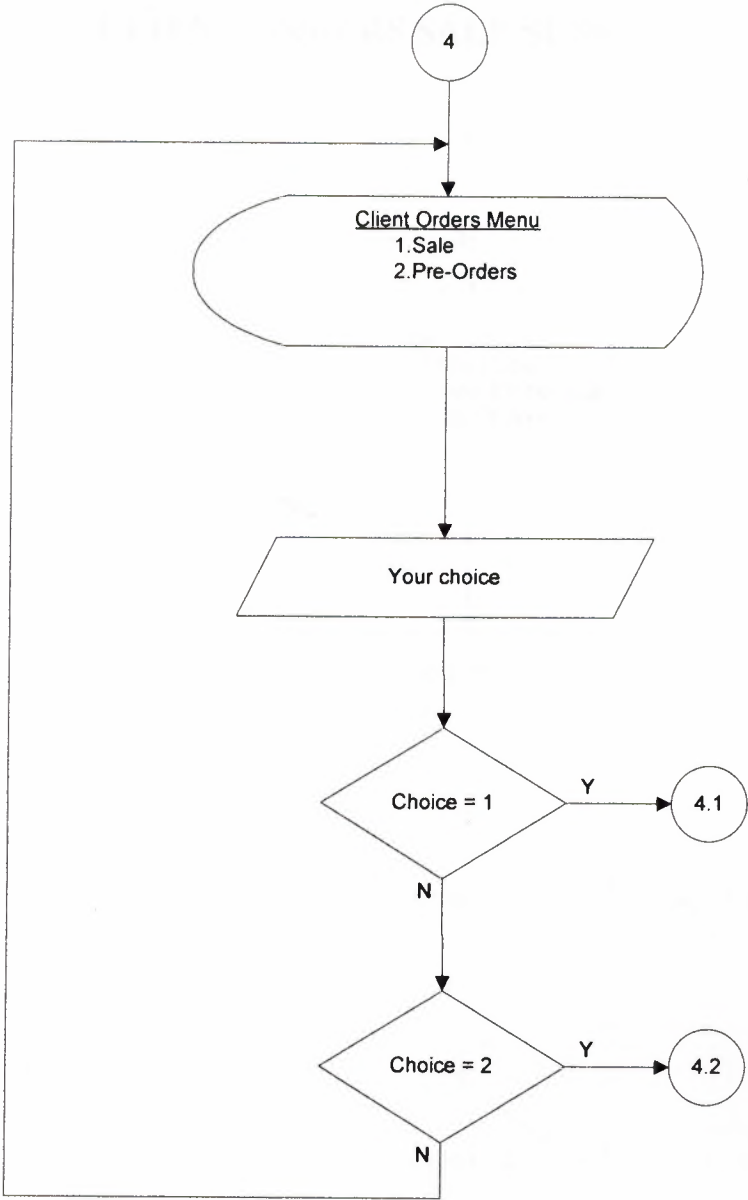 4
Client Orders Menu
1.Sale
2.Pre-Orders
Your choice
Choice = 1
Y
4.1
N
Choice = 2
Y
4.2
N